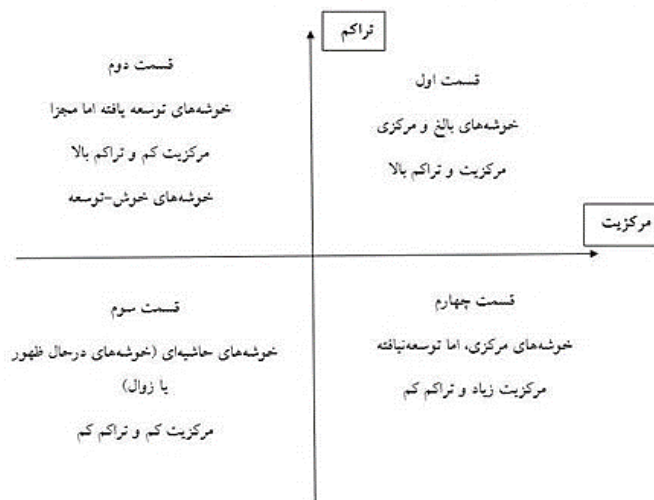 تراکم
قسمت اول
خوشه‌های بالغ و مرکزی
مرکزیت و تراکم بالا
قسمت دوم
خوشه‌های توسعه یافته اما مجزا
مرکزیت کم و تراکم بالا
خوشه‌های خوش-توسعه
مرکزیت
قسمت سوم
خوشه‌های حاشیه‌ای (خوشه‌های درحال ظهور
یا زوال)
مرکزیت کم و تراکم کم
قسمت چهارم
خوشه‌های مرکزی، اما توسعه‌نیافته
مرکزیت زیاد و تراکم کم